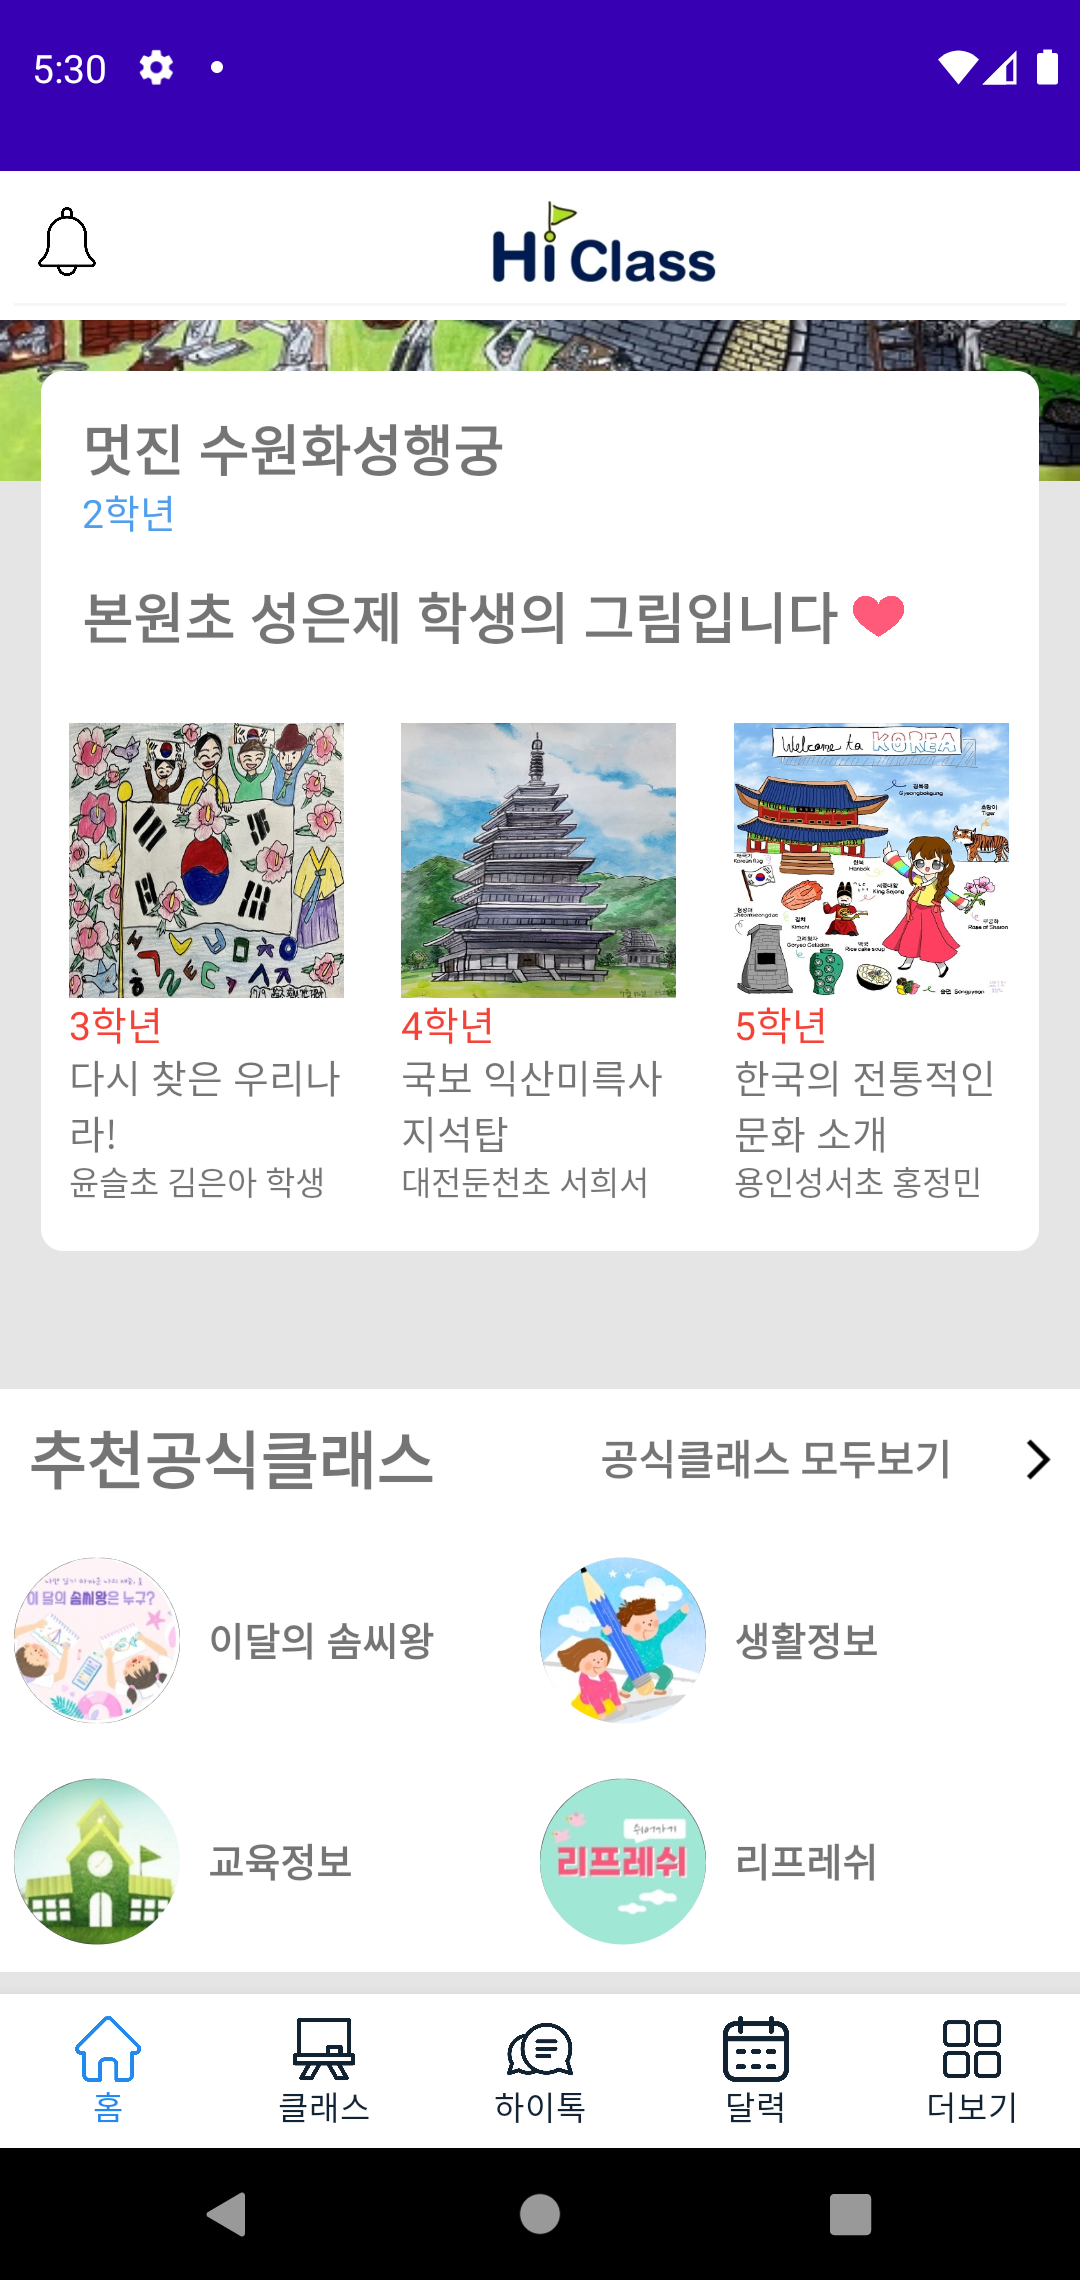 5:30
Hi Class
멋진 수원화성행궁
2학년
본원초 성은제 학생의 그림입니다
Welcome to KOREA
3학년
4학년
5학년
다시 찾은 우리나
라!
국보 익산미륵사
지석탑
한국의 전통적인
문화 소개
윤슬초 김은아 학생
대전둔천초 서희서
용인성서초 홍정민
추천공식클래스
공식클래스 모두보기
이 달의 솜씨왕은 누구?
이달의 솜씨왕
생활정보
교육정보
쉬어가기
리프레쉬
리프레쉬
홈
클래스
하이톡
달력
더보기